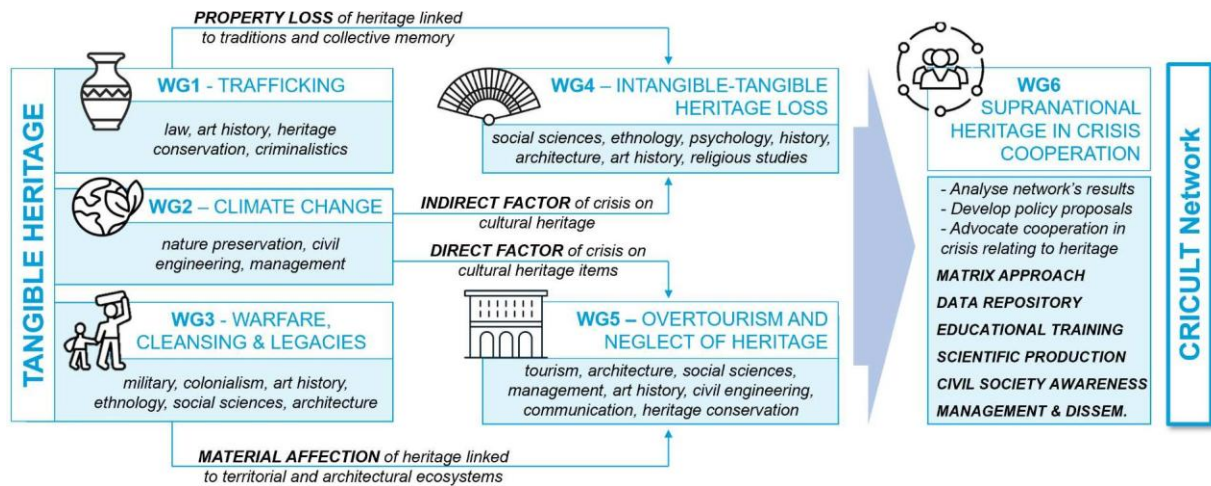 PROPERTY LOSS of heritage linked
to traditions and collective memory
TANGIBLE HERITAGE
WG1 - TRAFFICKING
law, art history, heritage
conservation, criminalistics
WG2 – CLIMATE CHANGE
nature preservation, civil
engineering, management
WG3 - WARFARE,
CLEANSING & LEGACIES
military, colonialism, art history,
ethnology, social sciences, architecture
WG4 – INTANGIBLE-TANGIBLE
HERITAGE LOSS
social sciences, ethnology, psychology, history,
architecture, art history, religious studies
INDIRECT FACTOR of crisis on
cultural heritage
DIRECT FACTOR of crisis on
cultural heritage items
WG5 – OVERTOURISM AND
NEGLECT OF HERITAGE
tourism, architecture, social sciences,
management, art history, civil engineering,
communication, heritage conservation
MATERIAL AFFECTION of heritage linked
to territorial and architectural ecosystems
WG6
SUPRANATIONAL
HERITAGE IN CRISIS
COOPERATION
- Analyse network's results
- Develop policy proposals
- Advocate cooperation in
crisis relating to heritage
MATRIX APPROACH
DATA REPOSITORY
EDUCATIONAL TRAINING
SCIENTIFIC PRODUCTION
CIVIL SOCIETY AWARENESS
MANAGEMENT & DISSEM.
CRICULT Network